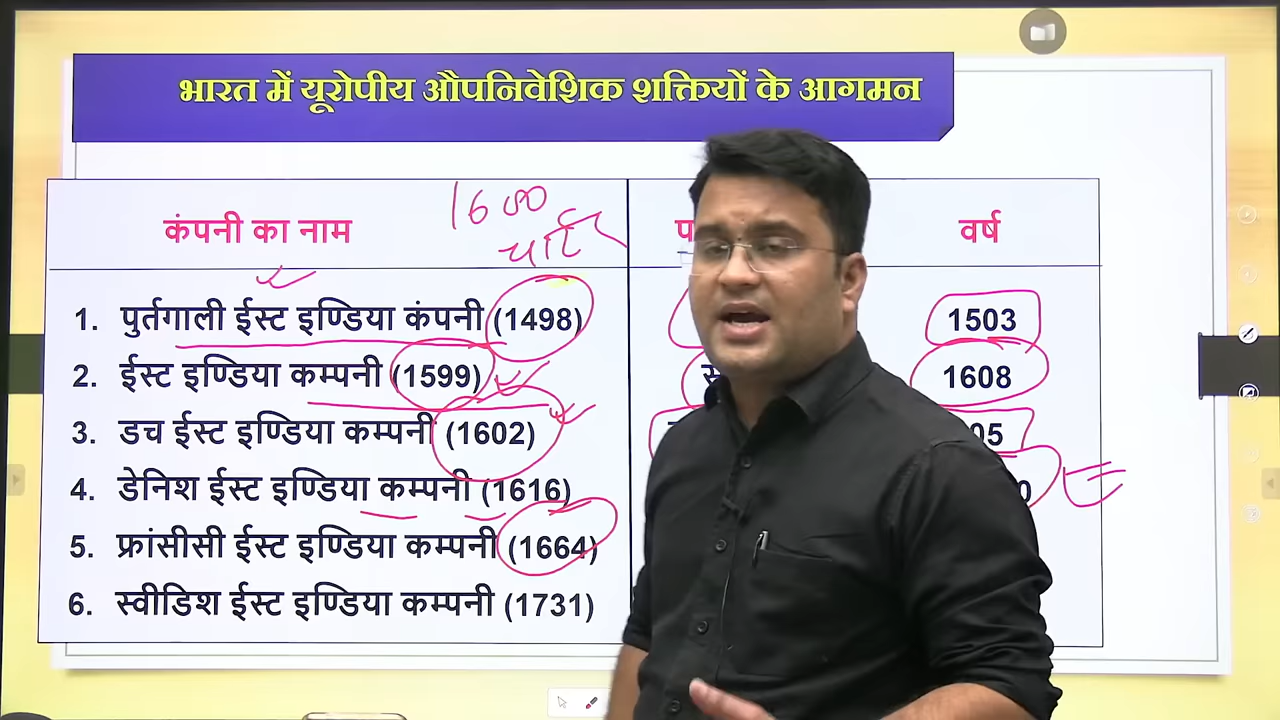 भारत में यूरोपीय औपनिवेशिक शक्तियों के आगमन
कंपनी का नाम 1600 चार्टर वर्ष
1. पुर्तगाली ईस्ट इण्डिया कंपनी (1498) 1503
2. ईस्ट इण्डिया कम्पनी (1599) 1608
3. डच ईस्ट इण्डिया कम्पनी (1602)
4. डेनिश ईस्ट इण्डिया कम्पनी (1616)
5. फ्रांसीसी ईस्ट इण्डिया कम्पनी (1664)
6. स्वीडिश ईस्ट इण्डिया कम्पनी (1731)